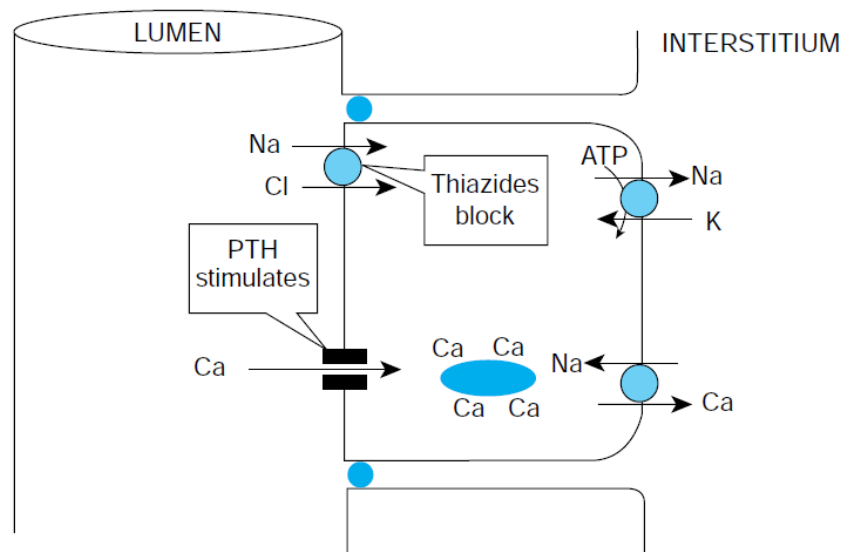 LUMEN
INTERSTITIUM
Na
Cl
Thiazides
block
ATP
Na
K
PTH
stimulates
Ca
Ca Ca
Ca Ca
Na
Ca